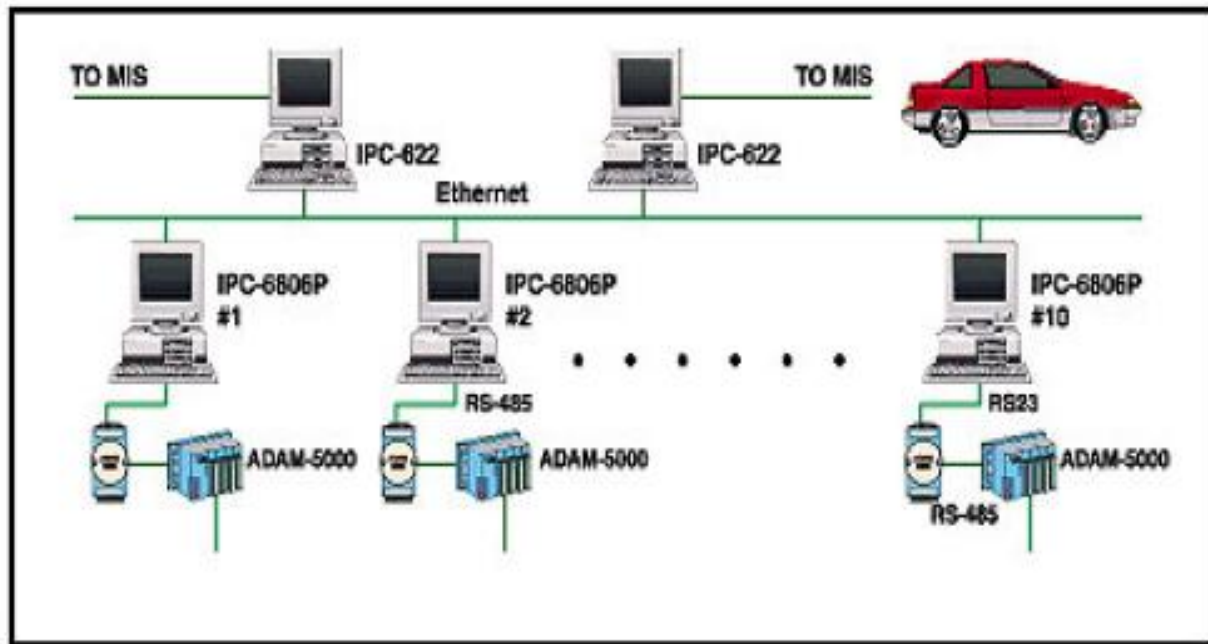 TO MIS
TO MIS
IPC-622
IPC-622
Ethernet
IPC-6806P
#1
IPC-6806P
#2
IPC-6806P
#10
RS-485
RS23
ADAM-5000
ADAM-5000
ADAM-5000
RS-485